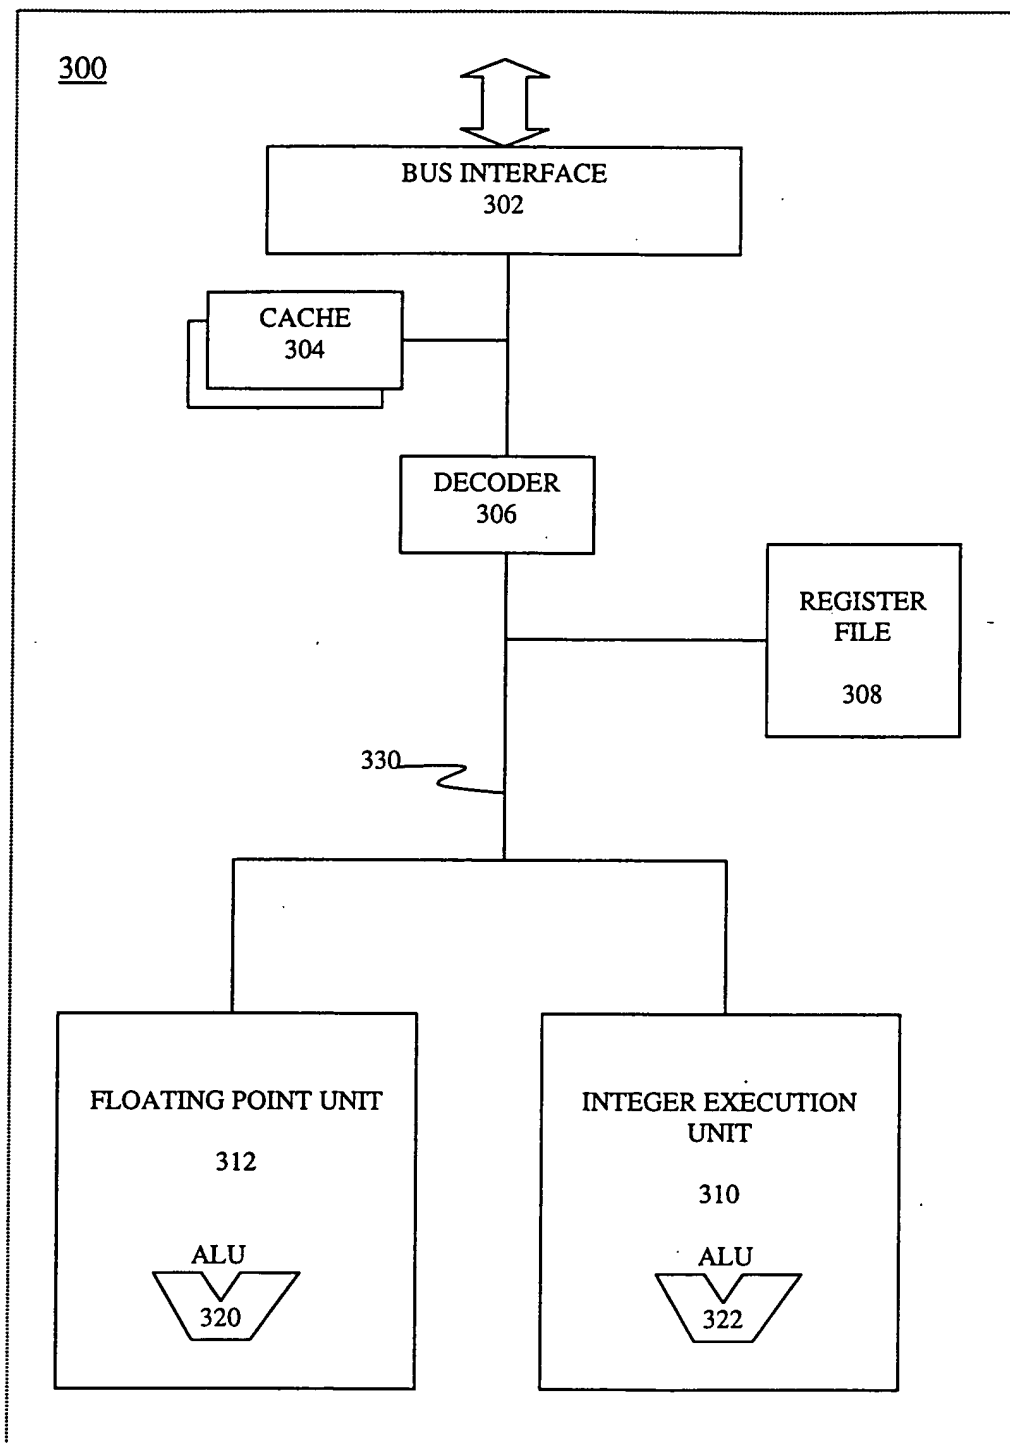 300
BUS INTERFACE
302
CACHE
304
DECODER
306
REGISTER
FILE
308
330
FLOATING POINT UNIT
312
ALU
320
INTEGER EXECUTION
UNIT
310
ALU
322